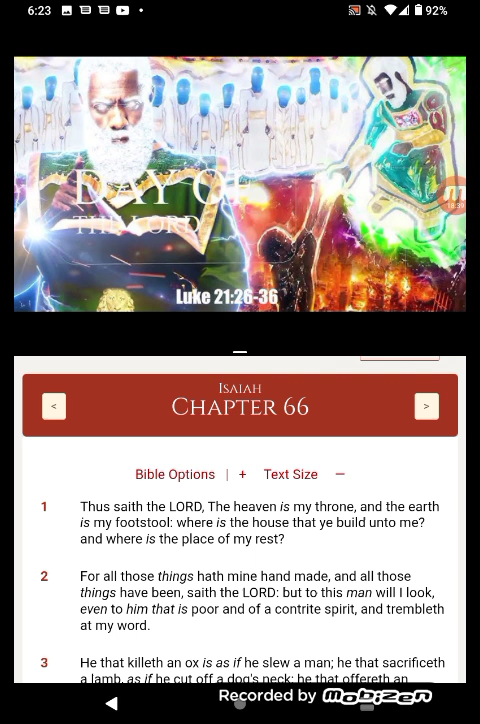 6:23
92%
DAY OF
THE LORD
18:39
Luke 21:26-36
ISAIAH
CHAPTER 66
<
>
Bible Options | + Text Size −
1 Thus saith the LORD, The heaven is my throne, and the earth
is my footstool: where is the house that ye build unto me?
and where is the place of my rest?
2 For all those things hath mine hand made, and all those
things have been, saith the LORD: but to this man will I look,
even to him that is poor and of a contrite spirit, and trembleth
at my word.
3 He that killeth an ox is as if he slew a man; he that sacrificeth
a lamb, as if he cut off a dog's neck; he that offereth an
Recorded by mobizen